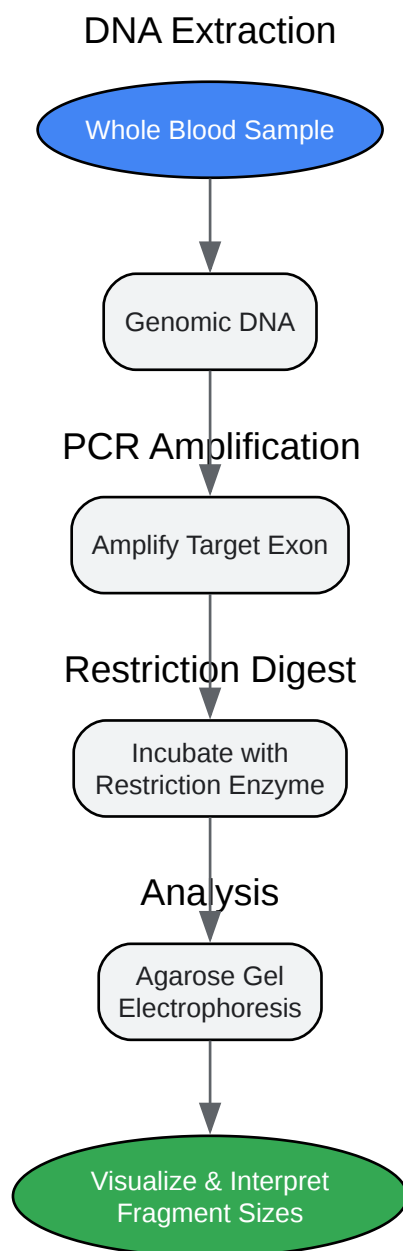 DNA Extraction
Whole Blood Sample
Genomic DNA
PCR Amplification
Amplify Target Exon
Restriction Digest
Incubate with
Restriction Enzyme
Analysis
Agarose Gel
Electrophoresis
Visualize & Interpret
Fragment Sizes